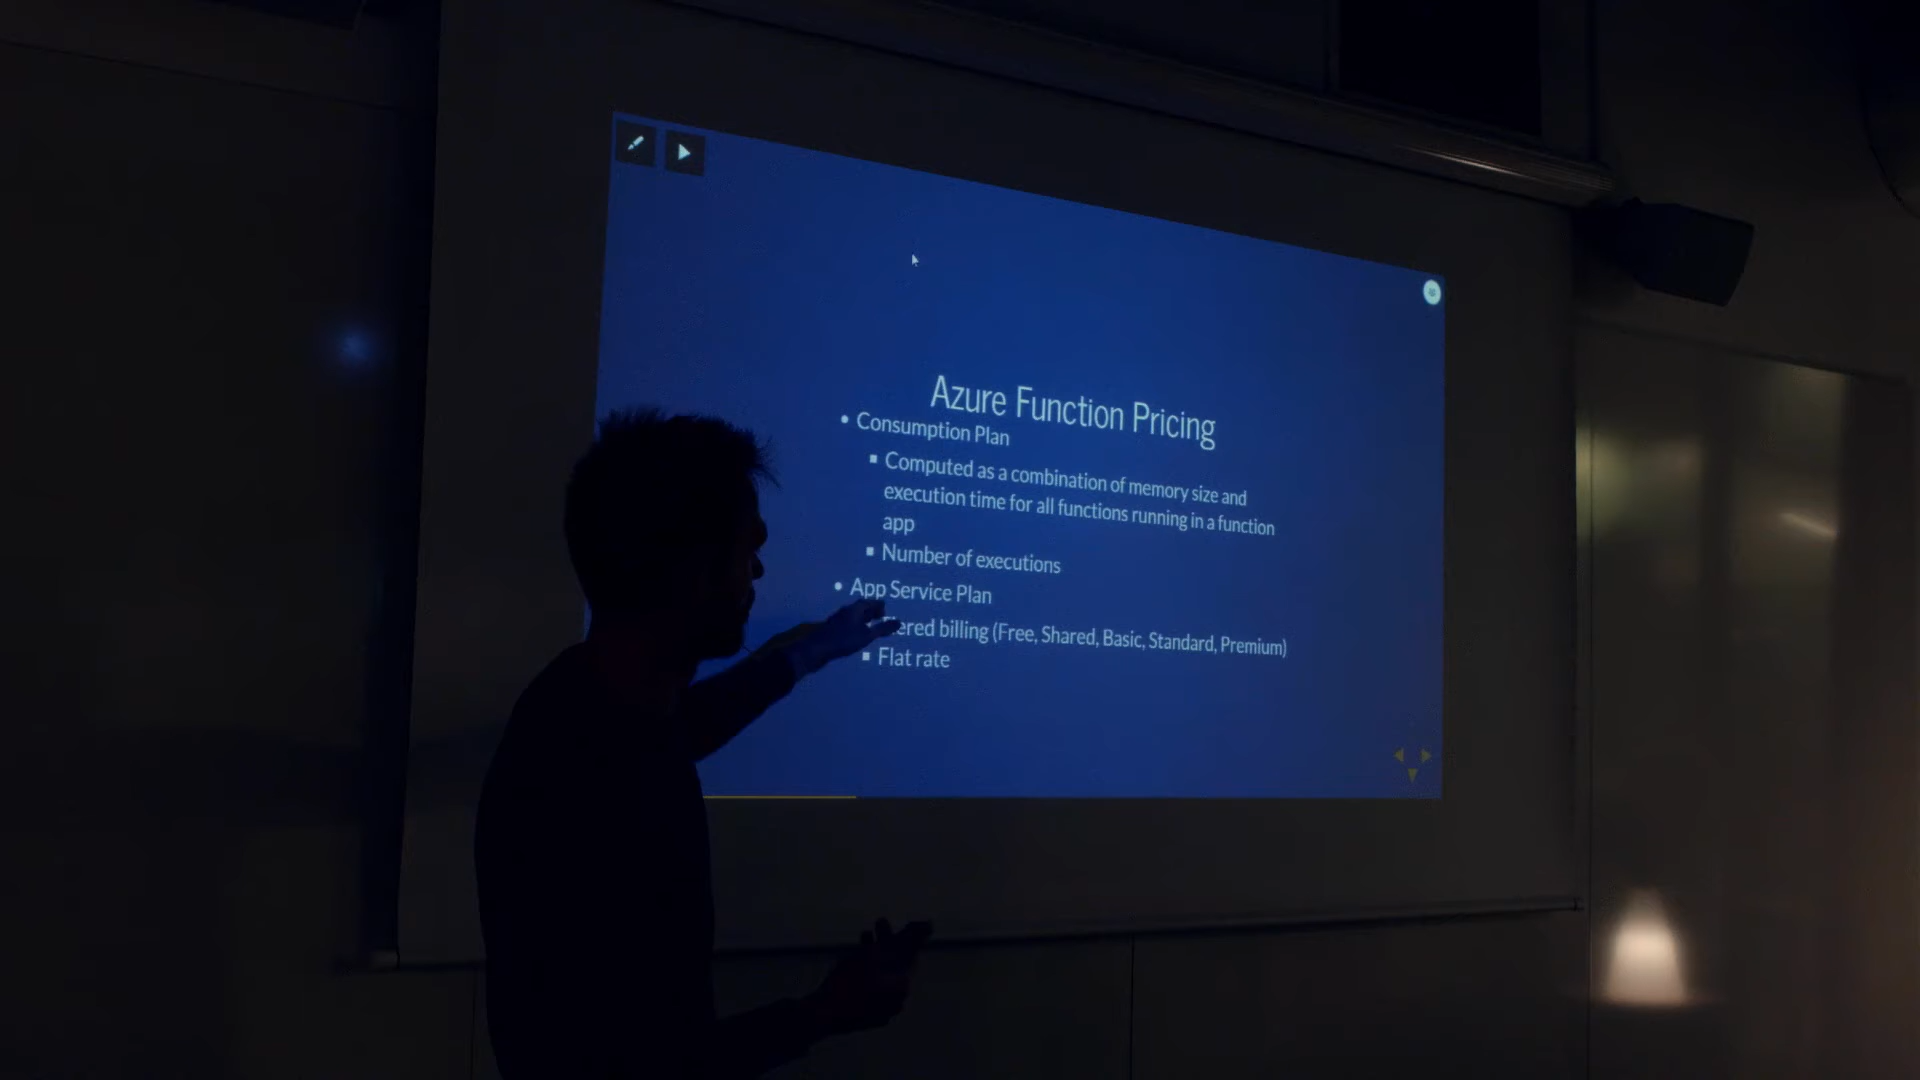 Azure Function Pricing
• Consumption Plan
▪ Computed as a combination of memory size and
execution time for all functions running in a function
app
▪ Number of executions
• App Service Plan
billing (Free, Shared, Basic, Standard, Premium)
▪ Flat rate